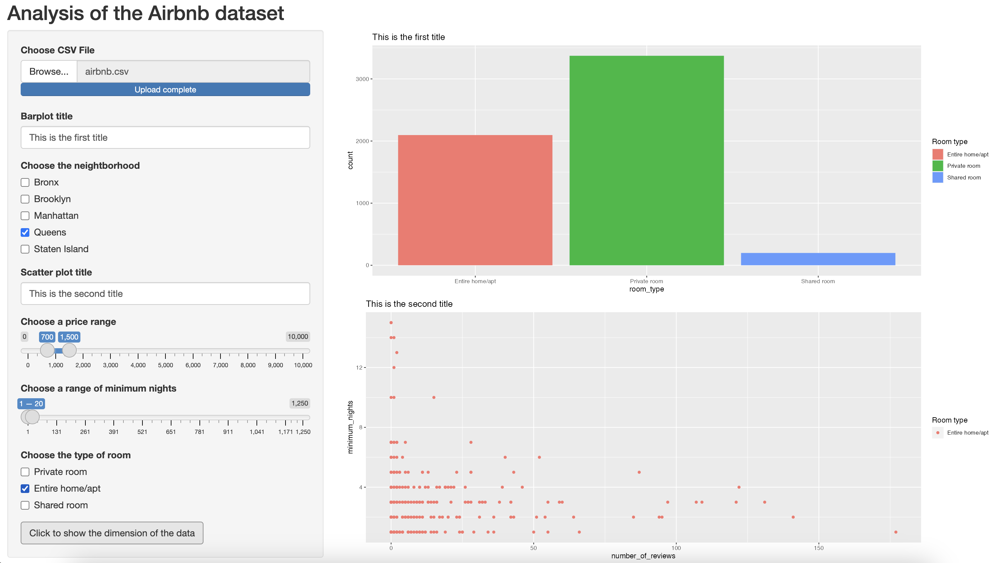 Analysis of the Airbnb dataset
Choose CSV File
Browse... airbnb.csv
Upload complete
Barplot title
This is the first title
Choose the neightborhood
Bronx
Brooklyn
Manhattan
Queens
Staten Island
Scatter plot title
This is the second title
Choose a price range
0 700 1,500 10,000
0 1,000 2,000 3,000 4,000 5,000 6,000 7,000 8,000 9,000 10,000
Choose a range of minimum nights
1 — 20 1,250
1 131 261 391 521 651 781 911 1,041 1,171 1,250
Choose the type of room
Private room
Entire home/apt
Shared room
Click to show the dimension of the data
This is the first title
count
3000
2000
1000
0
Entire home/apt Private room Shared room
room_type
Room type
Entire home/apt
Private room
Shared room
This is the second title
minimum_nights
12
8
4
0 50 100 150
number_of_reviews
Room type
Entire home/apt